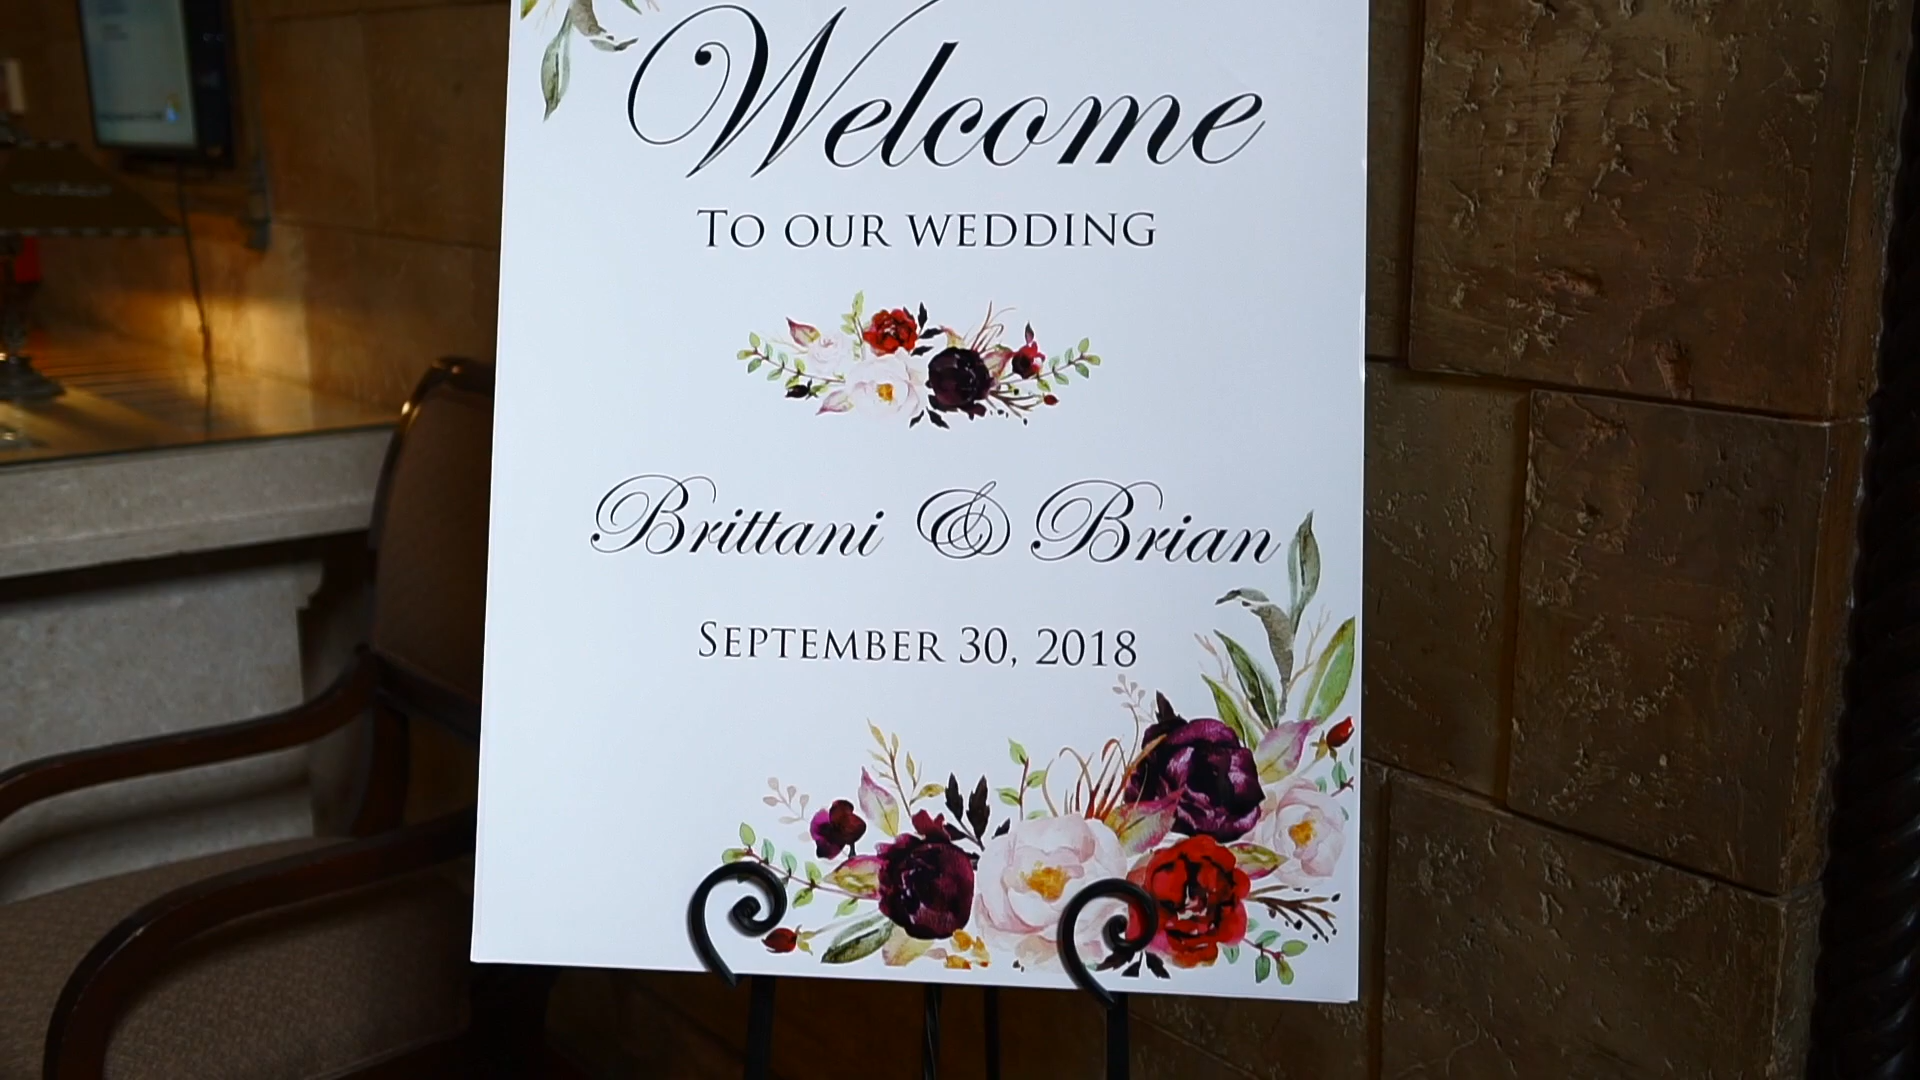 Welcome
TO OUR WEDDING
Brittani & Brian
SEPTEMBER 30, 2018